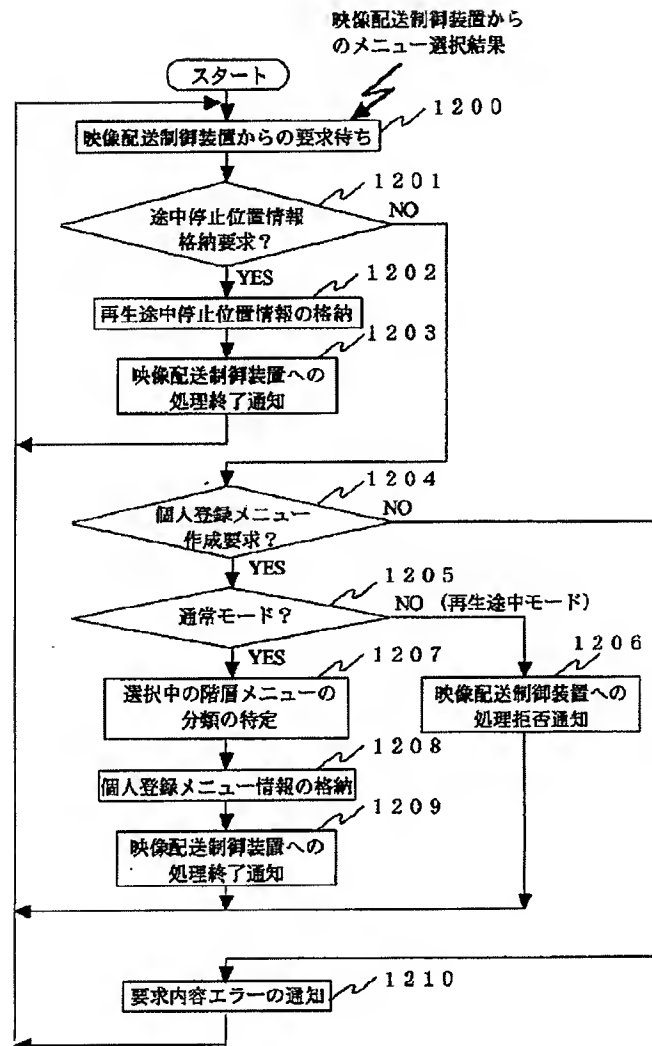 映像配送制御装置から
のメニュー選択結果
スタート
1200
映像配送制御装置からの要求待ち
1201
途中停止位置情報
格納要求？
NO
YES
1202
再生途中停止位置情報の格納
1203
映像配送制御装置への
処理終了通知
1204
個人登録メニュー
作成要求？
NO
YES
1205
通常モード？
NO (再生途中モード)
YES
1207
1206
選択中の階層メニューの
分類の特定
映像配送制御装置への
処理拒否通知
1208
個人登録メニュー情報の格納
1209
映像配送制御装置への
処理終了通知
1210
要求内容エラーの通知